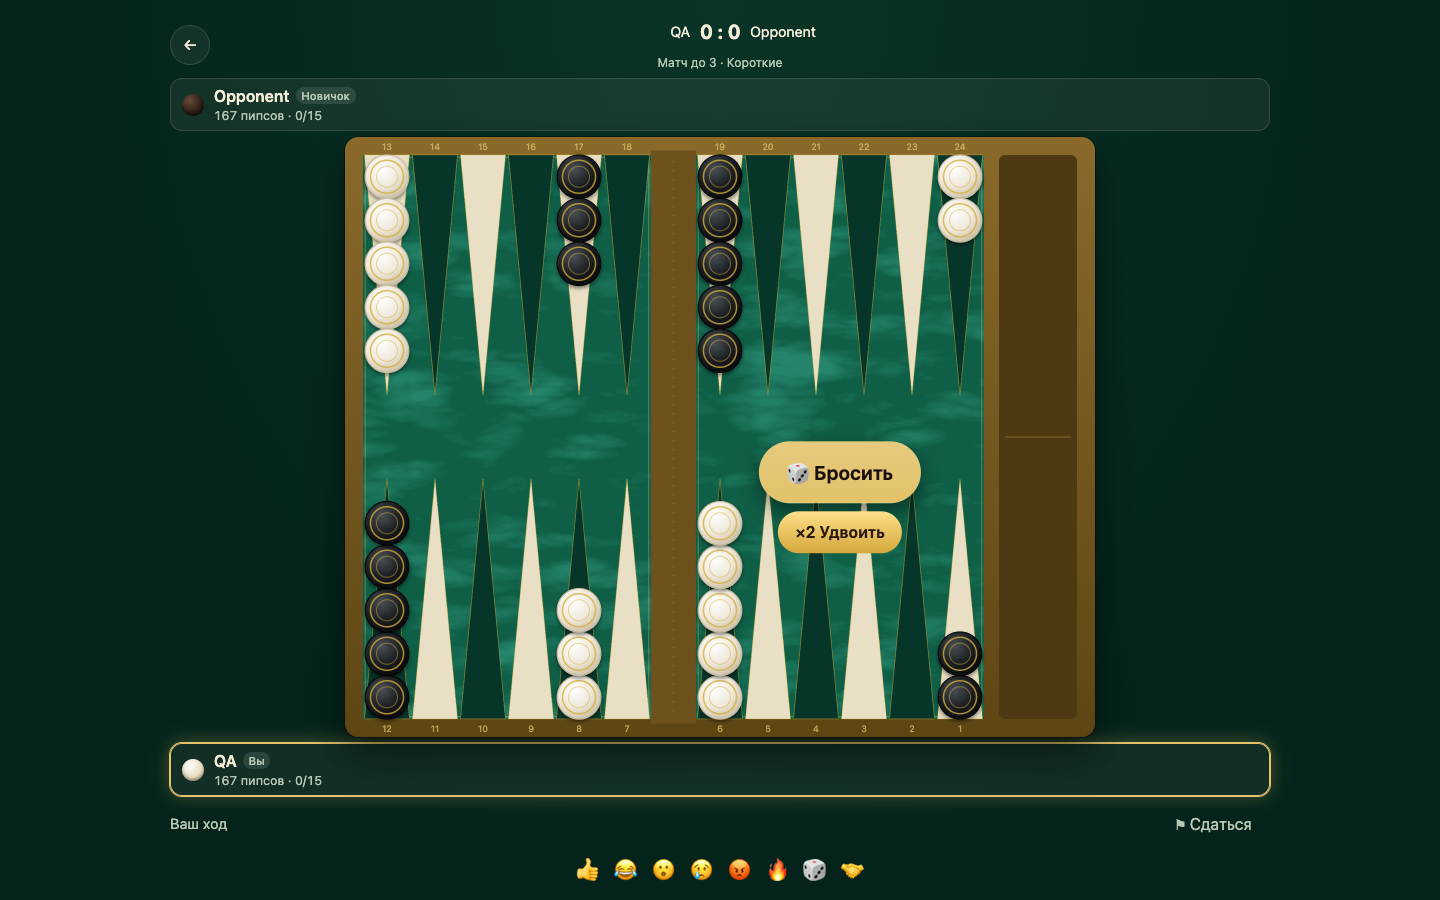 QA 0 : 0 Opponent
Матч до 3 · Короткие
Opponent Новичок
167 пипсов · 0/15
13 14 15 16 17 18 19 20 21 22 23 24
Бросить
×2 Удвоить
12 11 10 9 8 7 6 5 4 3 2 1
QA Вы
167 пипсов · 0/15
Ваш ход
Сдаться